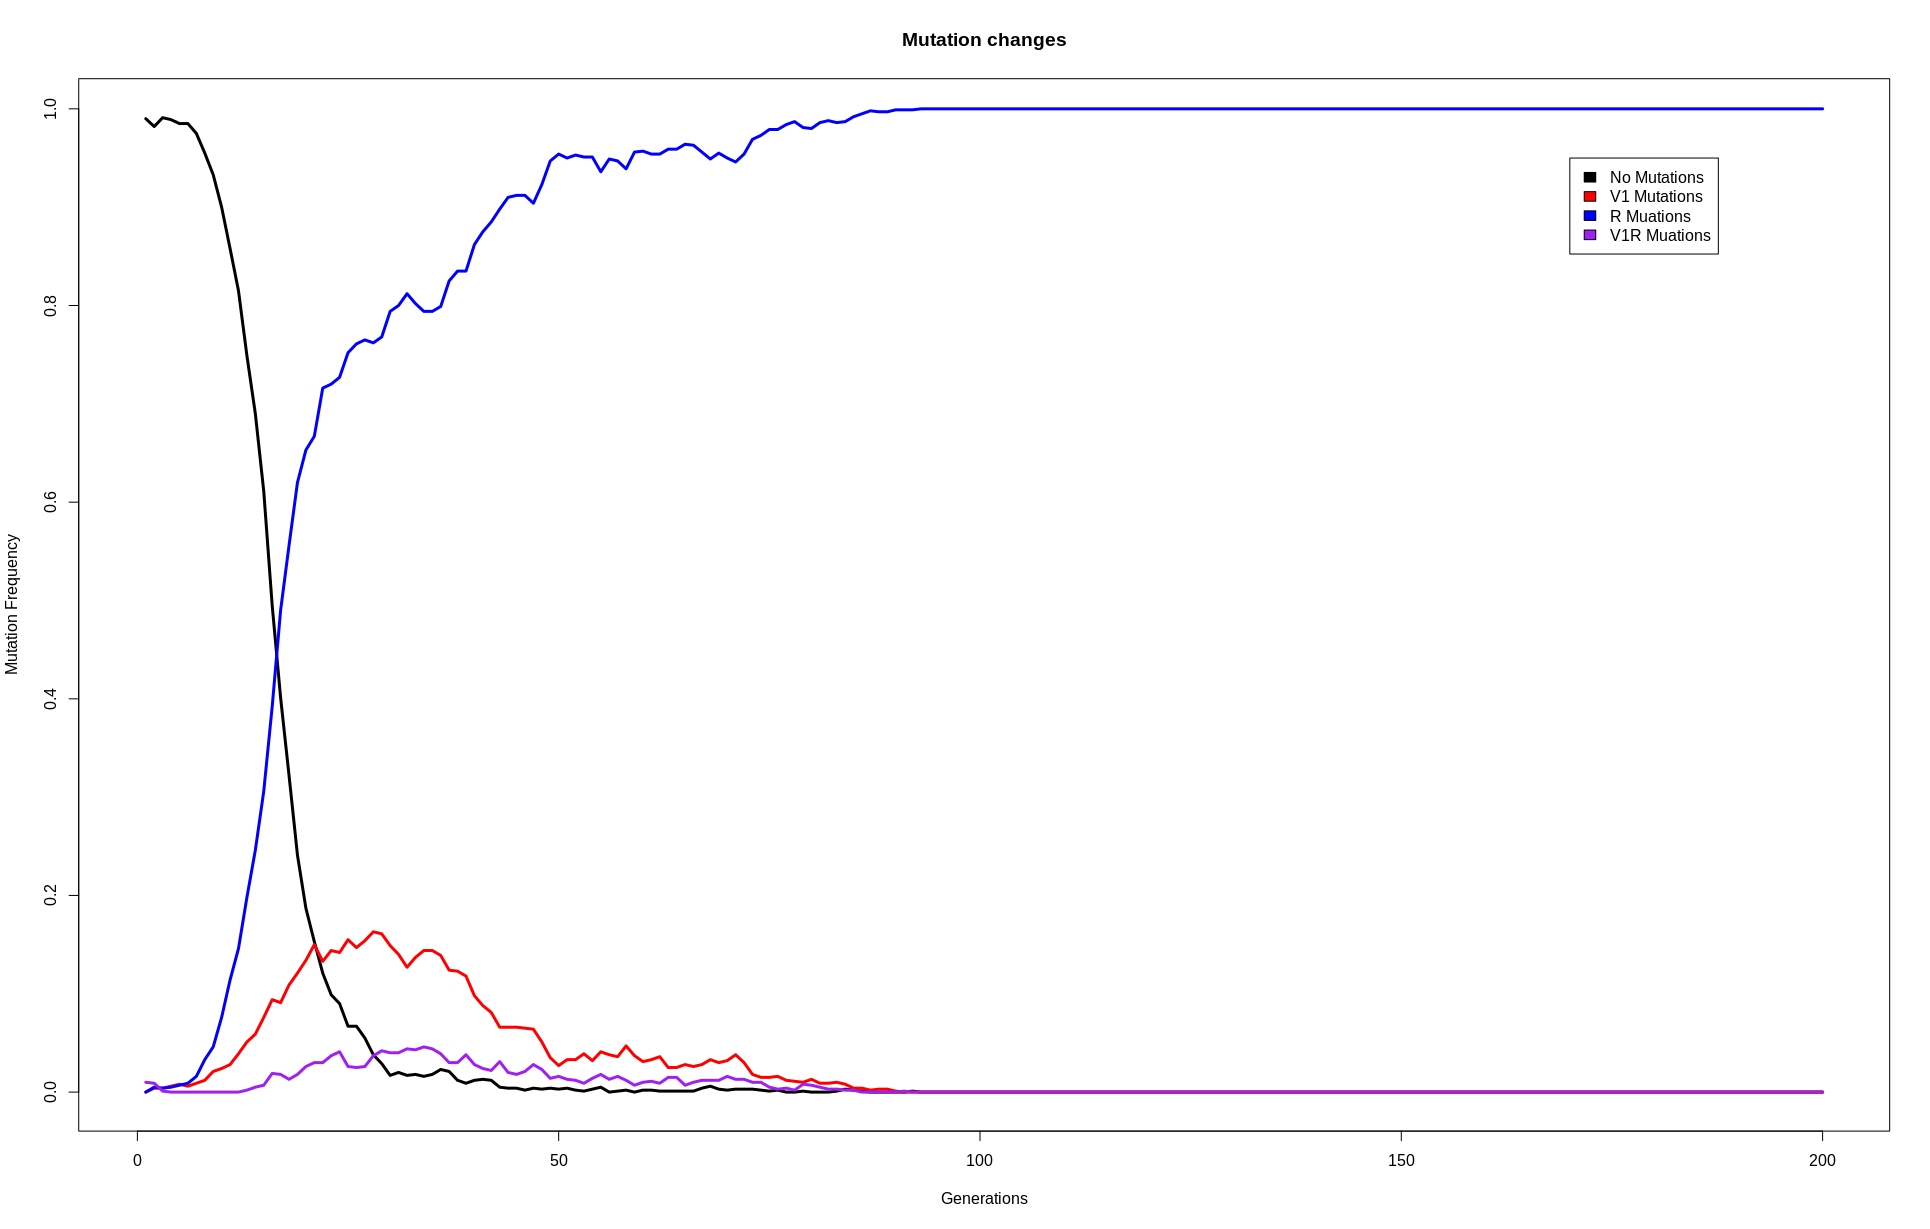 Mutation changes
Mutation Frequency
1.0
0.8
0.6
0.4
0.2
0.0
No Mutations
V1 Mutations
R Muations
V1R Muations
0 50 100 150 200
Generations